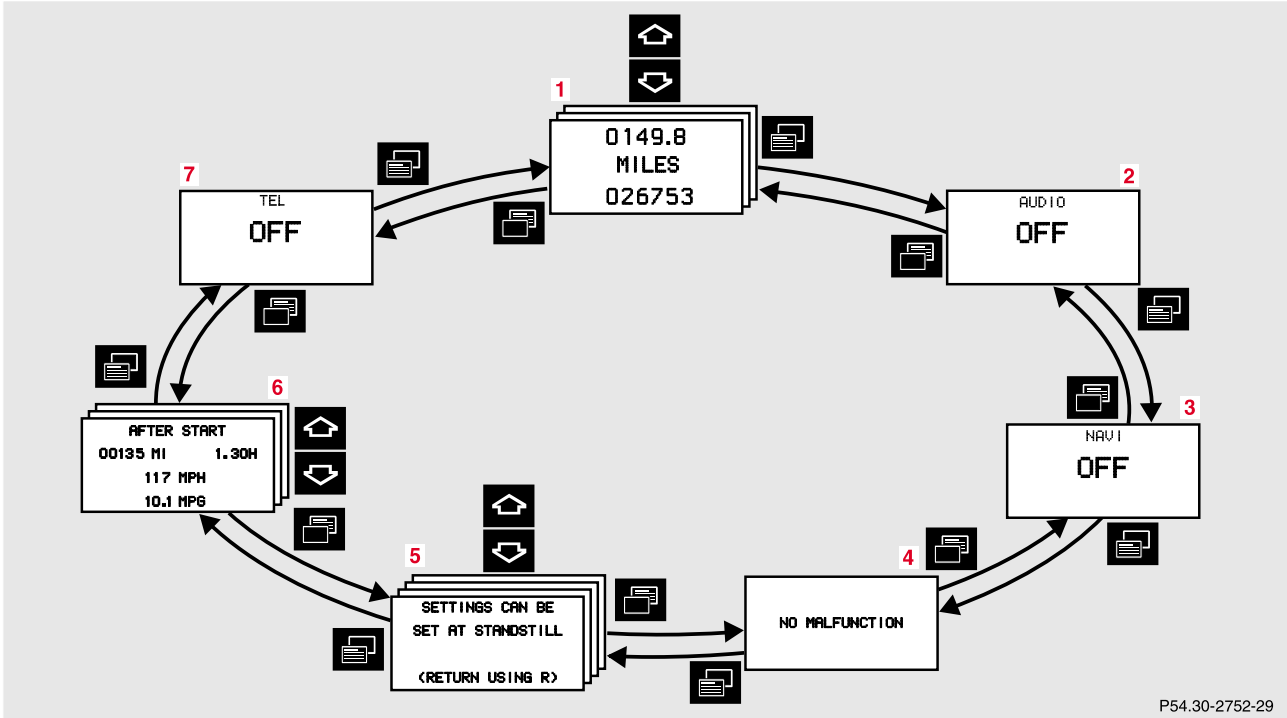 1
0149.8
MILES
026753
2
AUDIO
OFF
3
NAVI
OFF
4
NO MALFUNCTION
5
SETTINGS CAN BE
SET AT STANDSTILL
(RETURN USING R)
6
AFTER START
00135 MI 1.30H
117 MPH
10.1 MPG
7
TEL
OFF
P54.30-2752-29